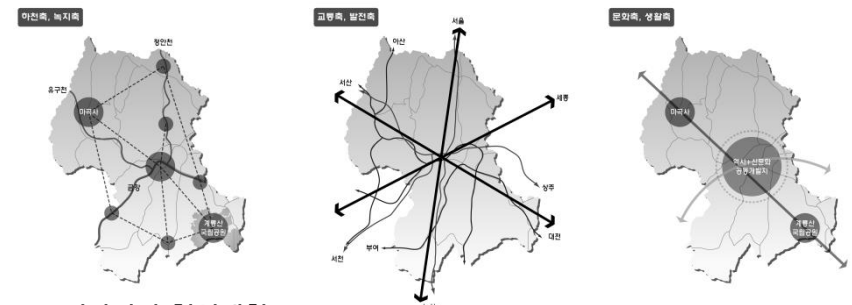 하천축, 녹지축
정안천
유구천
마곡사
금강
계룡산
국립공원
교통축, 발전축
서울
아산
서산
세종
상주
대전
부여
서천
문화축, 생활축
마곡사
역사+신문화
공동개발지
계룡산
국립공원